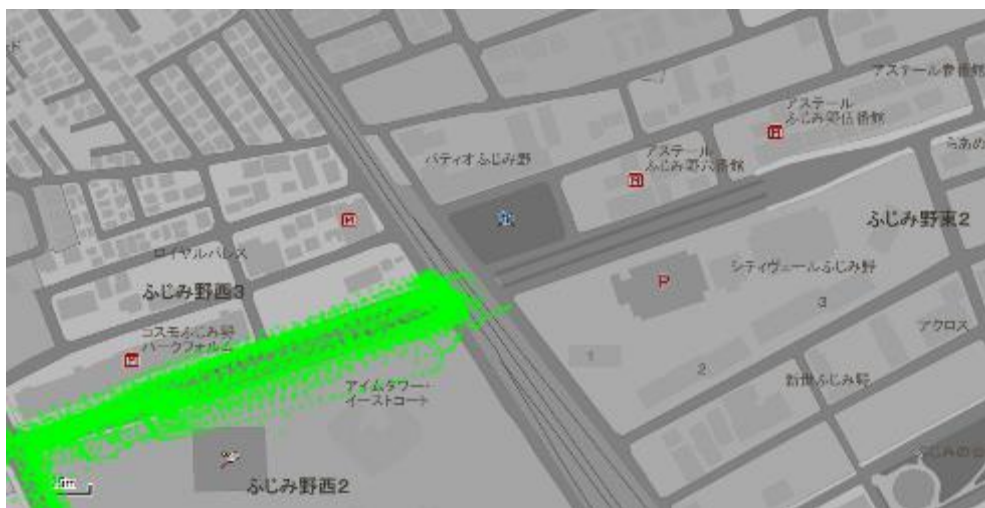 アステール参番館
アステール
ふじみ野伍番館
パティオふじみ野
アステール
ふじみ野六番館
ふじみ野東2
ロイヤルパレス
シティヴェールふじみ野
ふじみ野西3
P
3
コスモふじみ野
パークフォルム
アクロス
1
2
アイムタワー
イーストコート
新世ふじみ野
ふじみ野西2